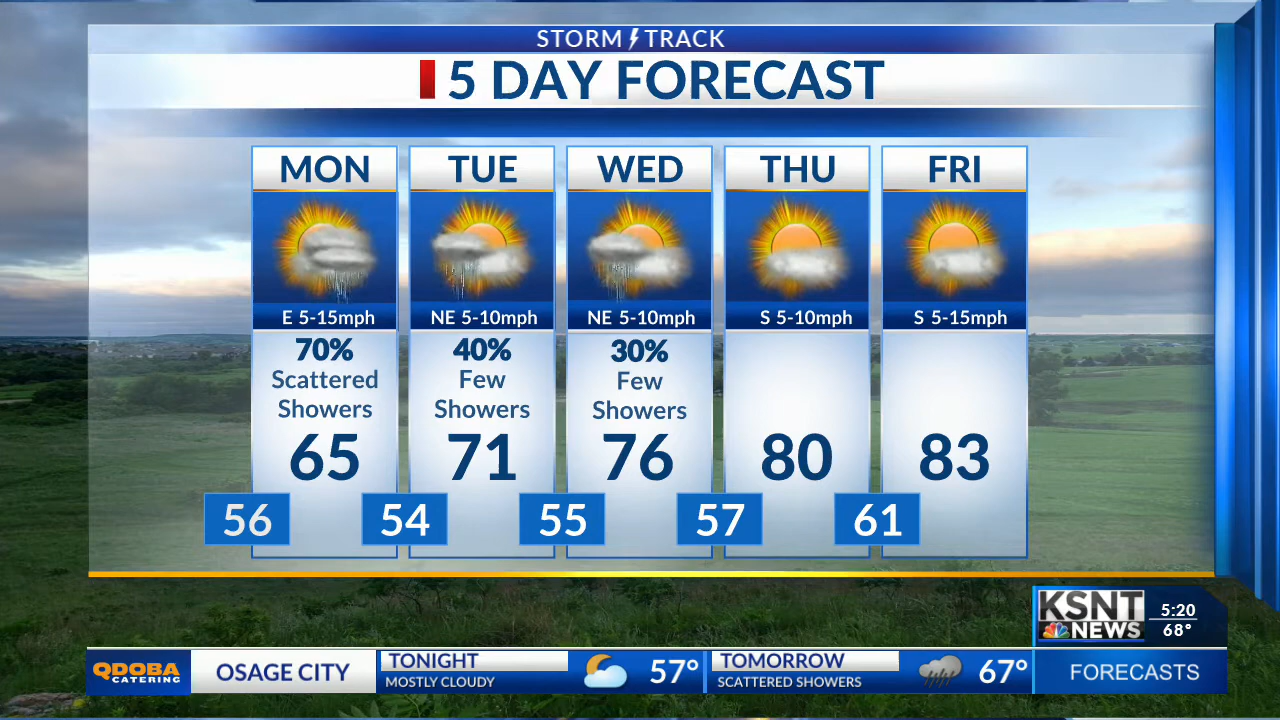 STORM TRACK
5 DAY FORECAST
MON TUE WED THU FRI
E 5-15mph NE 5-10mph NE 5-10mph S 5-10mph S 5-15mph
70% 40% 30%
Scattered Few Few
Showers Showers Showers
65 71 76 80 83
56 54 55 57 61
KSNT
NEWS
5:20
68°
QDOBA
CATERING
OSAGE CITY
TONIGHT
MOSTLY CLOUDY
57°
TOMORROW
SCATTERED SHOWERS
67°
FORECASTS